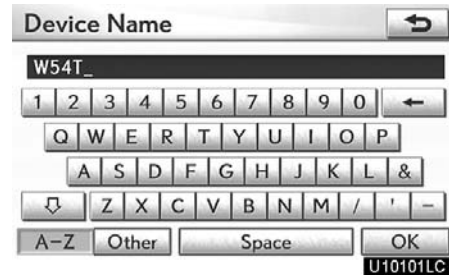 Device Name
W54T_
1 2 3 4 5 6 7 8 9 0
Q W E R T Y U I O P
A S D F G H J K L &
Z X C V B N M / ' -
A-Z Other Space OK
U10101LC